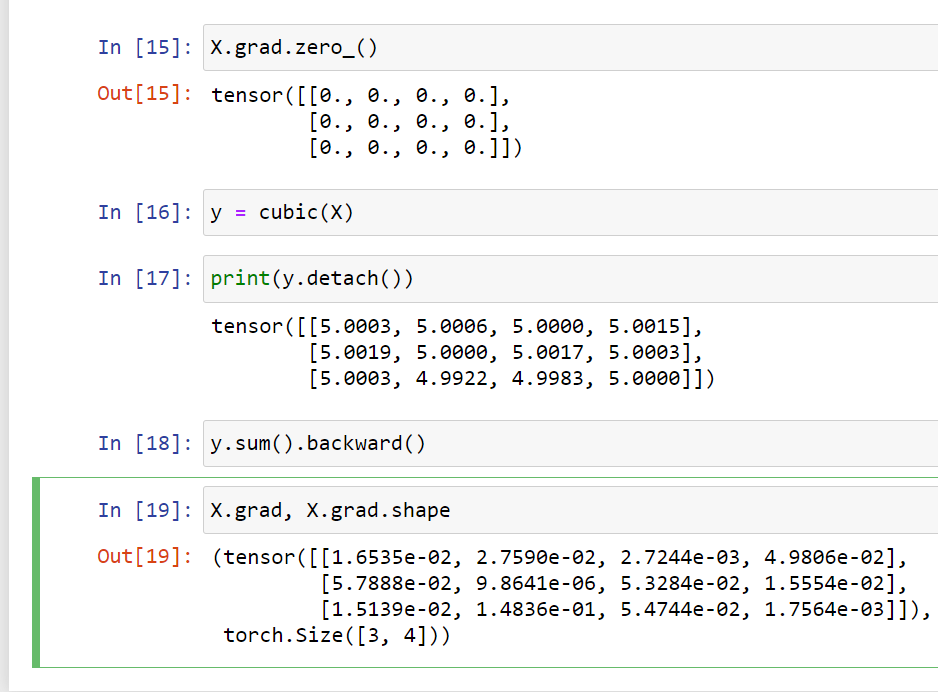 In [15]: X.grad.zero_()
Out[15]: tensor([[0., 0., 0., 0.],
[0., 0., 0., 0.],
[0., 0., 0., 0.]])
In [16]: y = cubic(X)
In [17]: print(y.detach())
tensor([[5.0003, 5.0006, 5.0000, 5.0015],
[5.0019, 5.0000, 5.0017, 5.0003],
[5.0003, 4.9922, 4.9983, 5.0000]])
In [18]: y.sum().backward()
In [19]: X.grad, X.grad.shape
Out[19]: (tensor([[1.6535e-02, 2.7590e-02, 2.7244e-03, 4.9806e-02],
[5.7888e-02, 9.8641e-06, 5.3284e-02, 1.5554e-02],
[1.5139e-02, 1.4836e-01, 5.4744e-02, 1.7564e-03]]),
torch.Size([3, 4]))